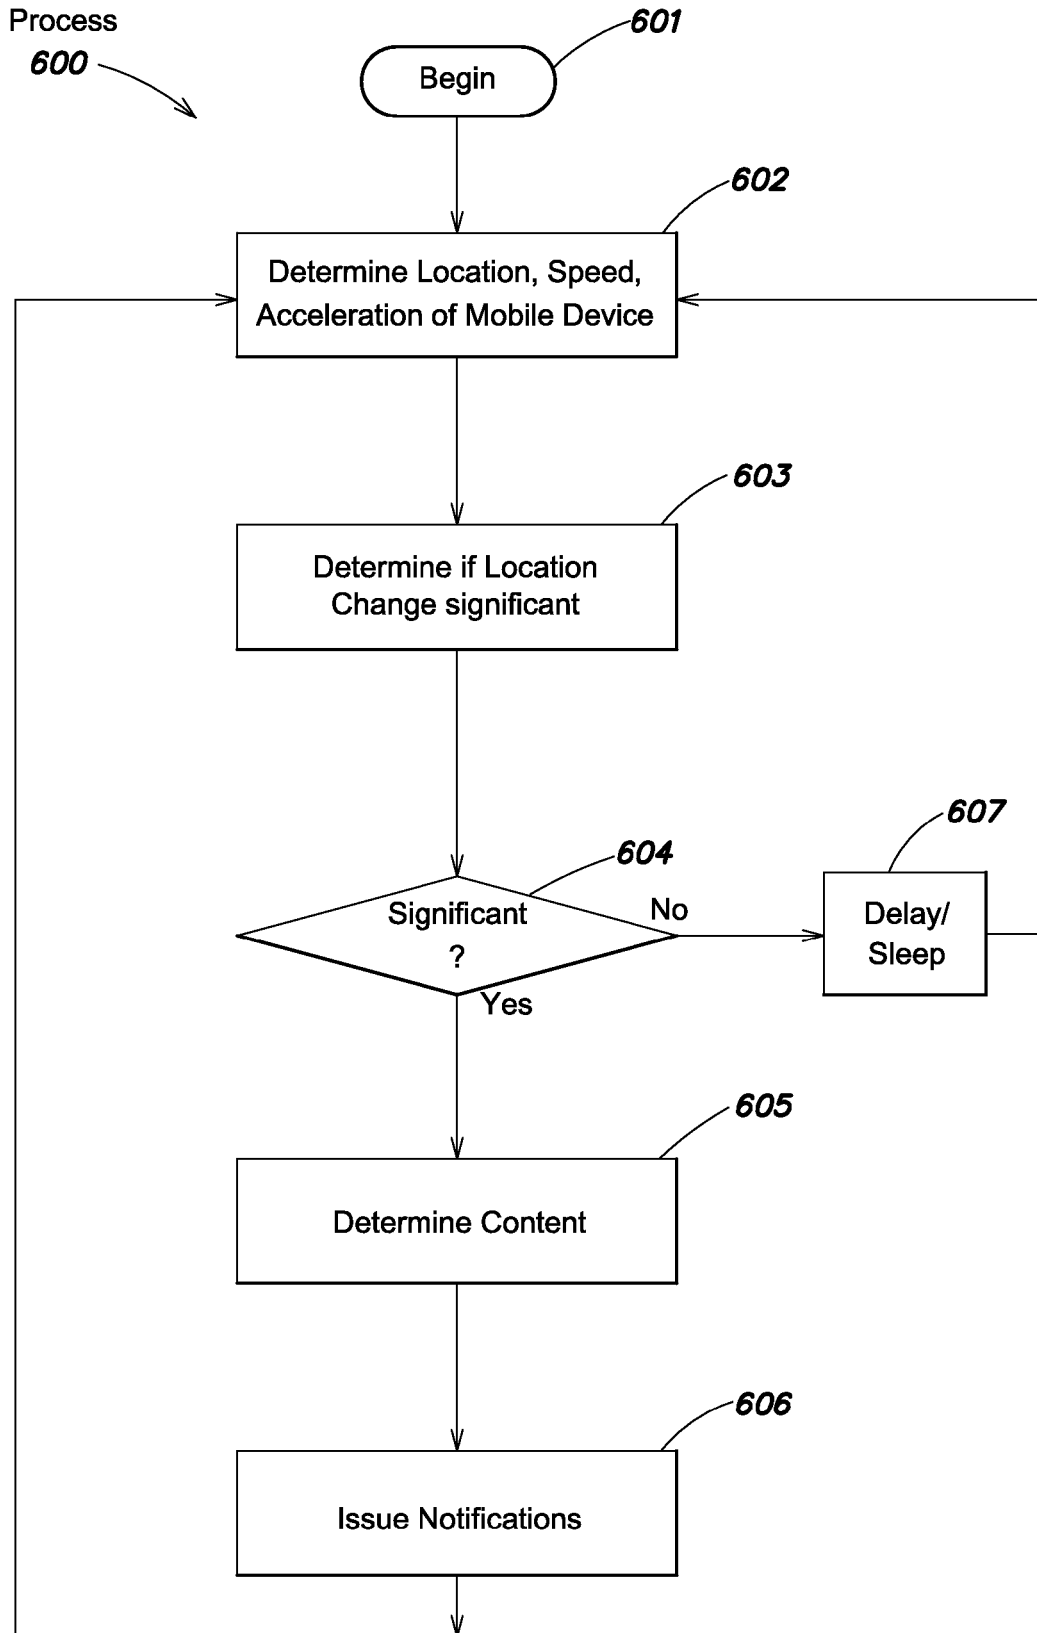 Process
600
601
Begin
602
Determine Location, Speed,
Acceleration of Mobile Device
603
Determine if Location
Change significant
604
Significant
?
No
Yes
607
Delay/
Sleep
605
Determine Content
606
Issue Notifications